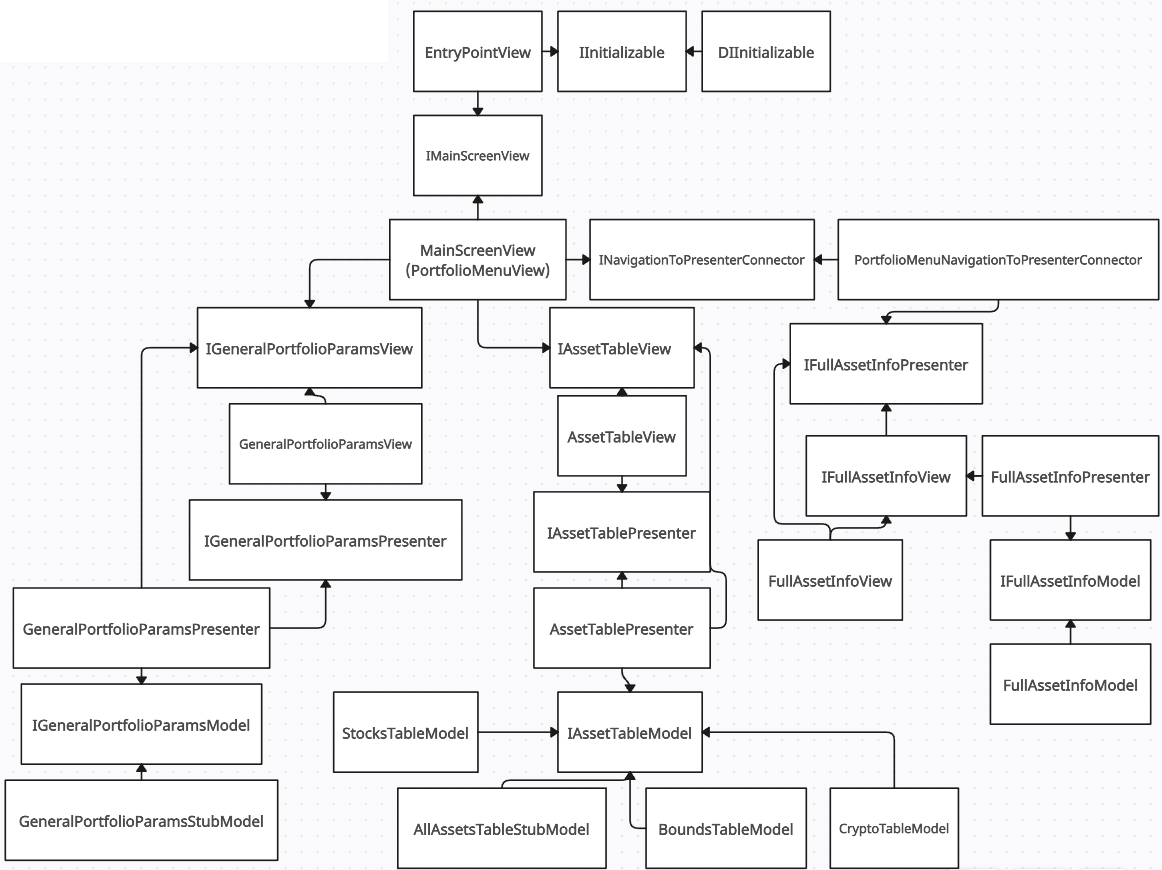 EntryPointView
IInitializable
DIInitializable
IMainScreenView
MainScreenView
(PortfolioMenuView)
INavigationToPresenterConnector
PortfolioMenuNavigationToPresenterConnector
IGeneralPortfolioParamsView
IAssetTableView
IFullAssetInfoPresenter
GeneralPortfolioParamsView
AssetTableView
IFullAssetInfoView
FullAssetInfoPresenter
IGeneralPortfolioParamsPresenter
IAssetTablePresenter
FullAssetInfoView
IFullAssetInfoModel
GeneralPortfolioParamsPresenter
AssetTablePresenter
FullAssetInfoModel
IGeneralPortfolioParamsModel
StocksTableModel
IAssetTableModel
GeneralPortfolioParamsStubModel
AllAssetsTableStubModel
BoundsTableModel
CryptoTableModel